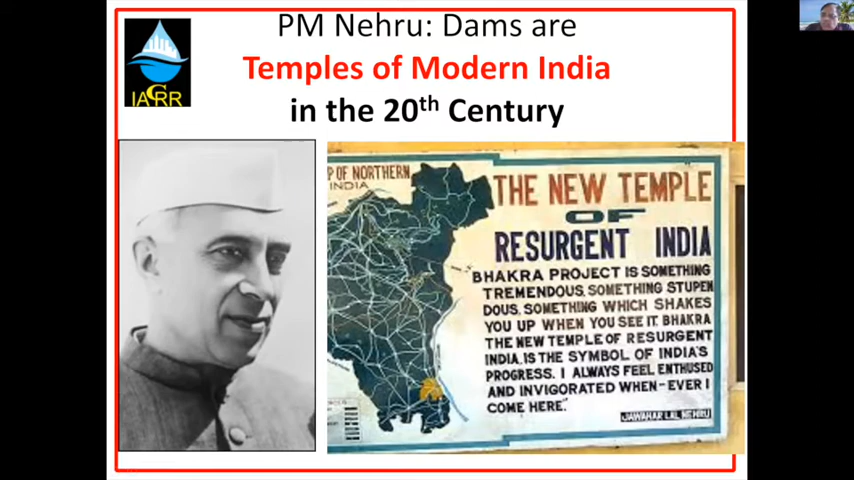 PM Nehru: Dams are
Temples of Modern India
in the 20th Century
IAGRR
P OF NORTHERN
INDIA
THE NEW TEMPLE
OF
RESURGENT INDIA
BHAKRA PROJECT IS SOMETHING
TREMENDOUS, SOMETHING STUPEN
DOUS, SOMETHING WHICH SHAKES
YOU UP WHEN YOU SEE IT. BHAKRA
THE NEW TEMPLE OF RESURGENT
INDIA, IS THE SYMBOL OF INDIA'S
PROGRESS. I ALWAYS FEEL ENTHUSED
AND INVIGORATED WHEN-EVER I
COME HERE."
JAWAHAR LAL NEHRU